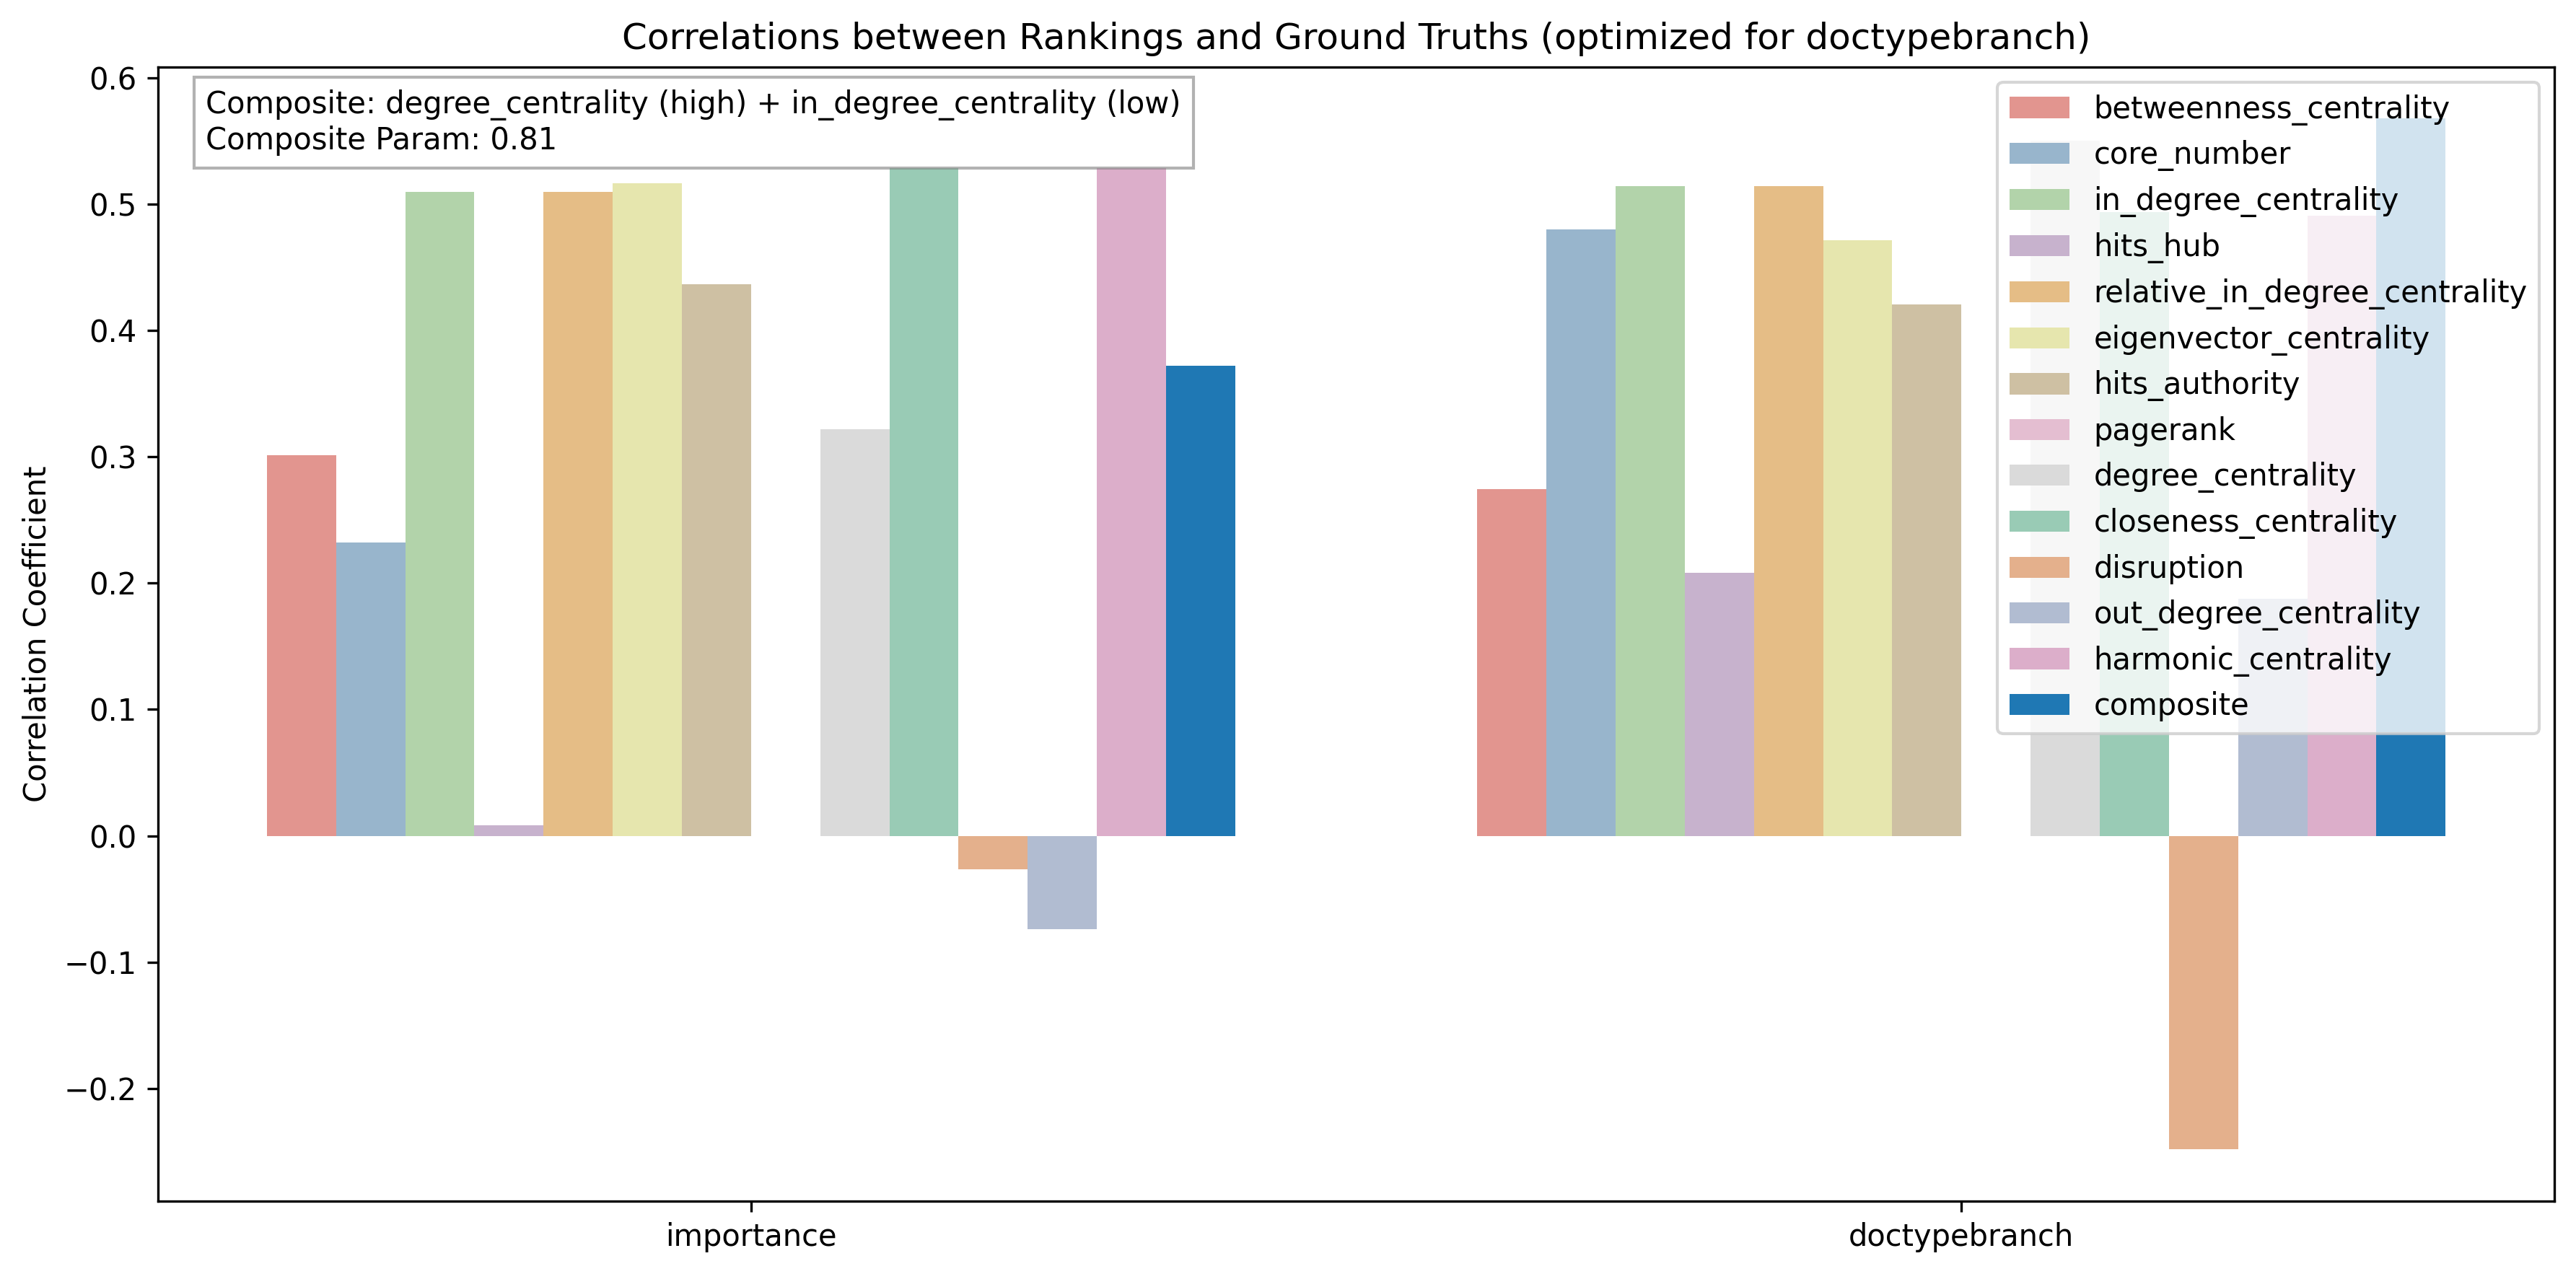 Correlations between Rankings and Ground Truths (optimized for doctypebranch)
Composite: degree_centrality (high) + in_degree_centrality (low)
Composite Param: 0.81
betweenness_centrality
core_number
in_degree_centrality
hits_hub
relative_in_degree_centrality
eigenvector_centrality
hits_authority
pagerank
degree_centrality
closeness_centrality
disruption
out_degree_centrality
harmonic_centrality
composite
Correlation Coefficient
0.6
0.5
0.4
0.3
0.2
0.1
0.0
−0.1
−0.2
importance
doctypebranch